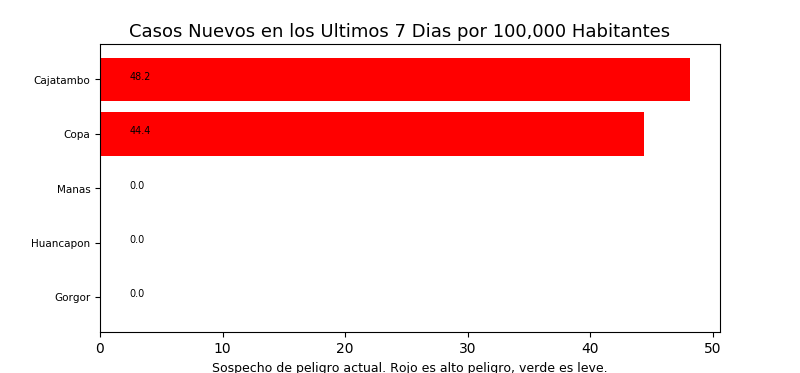 Casos Nuevos en los Ultimos 7 Dias por 100,000 Habitantes
Cajatambo 48.2
Copa 44.4
Manas 0.0
Huancapon 0.0
Gorgor 0.0
0 10 20 30 40 50
Sospecho de peligro actual. Rojo es alto peligro, verde es leve.